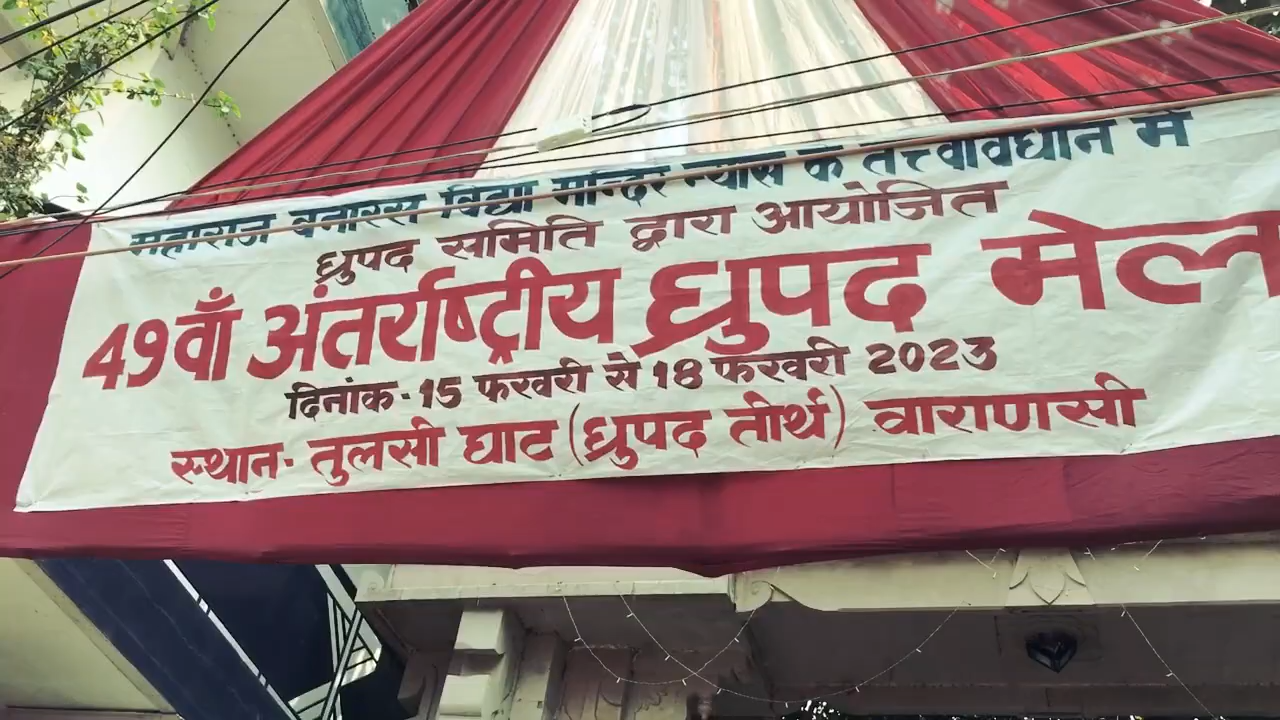 महाराज बनारस विद्या मन्दिर न्यास के तत्त्वावधान में
ध्रुपद समिति द्वारा आयोजित
49वाँ अंतर्राष्ट्रीय ध्रुपद मेल
दिनांक-15 फरवरी से 18 फरवरी 2023
स्थान- तुलसी घाट (ध्रुपद तीर्थ) वाराणसी